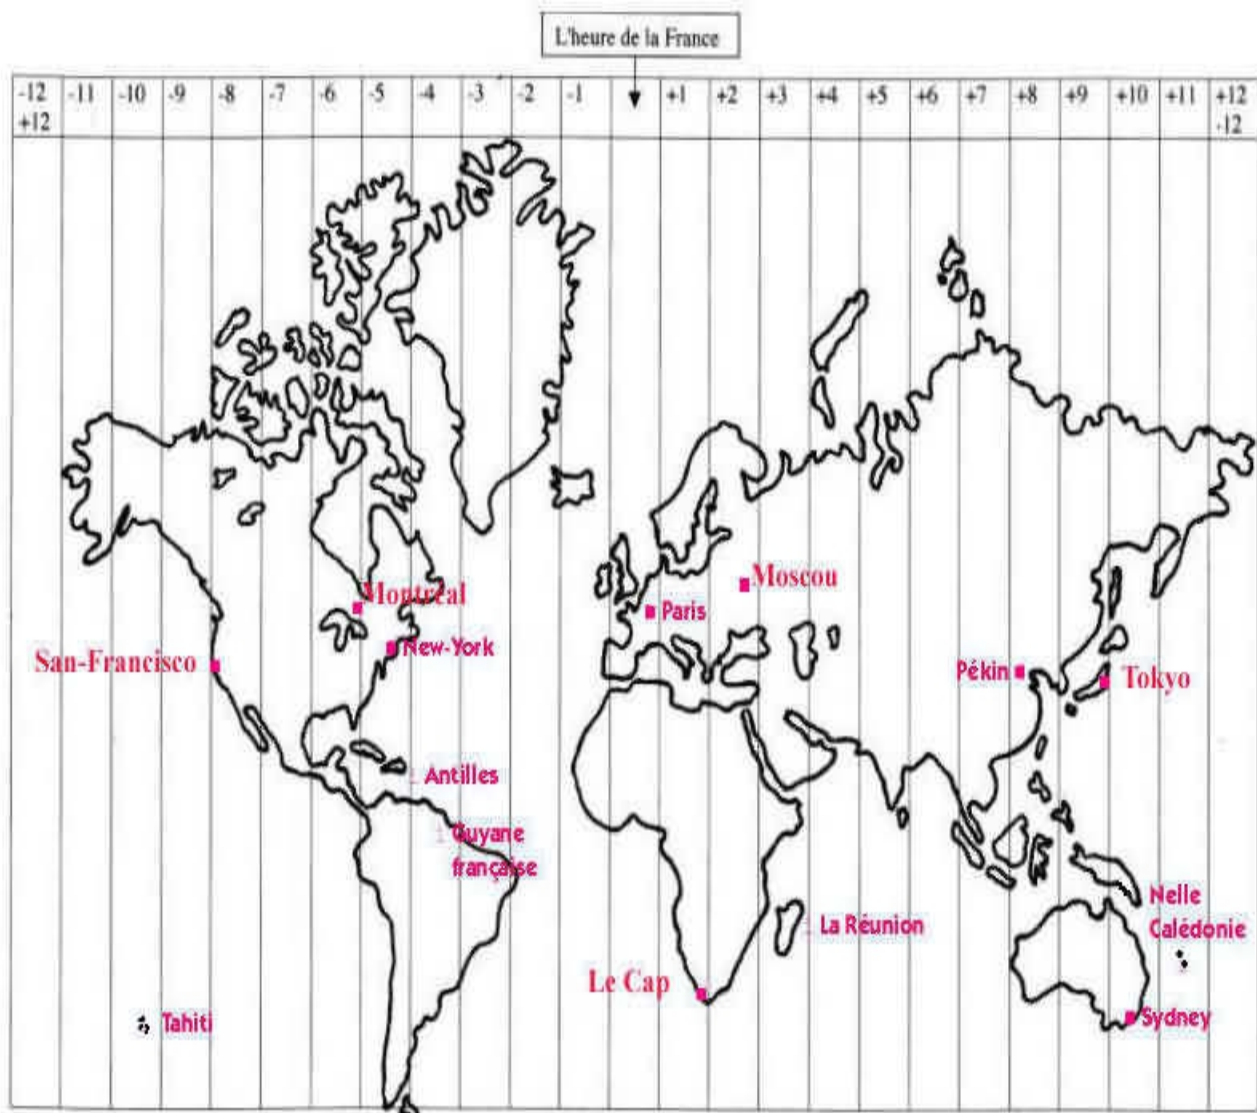 L'heure de la France
-12 -11 -10 -9 -8 -7 -6 -5 -4 -3 -2 -1 +1 +2 +3 +4 +5 +6 +7 +8 +9 +10 +11 +12
+12 -12
Montréal
Moscou
Paris
New-York
San-Francisco
Pékin
Tokyo
Antilles
Guyane
française
Nelle
Calédonie
La Réunion
Le Cap
Tahiti
Sydney